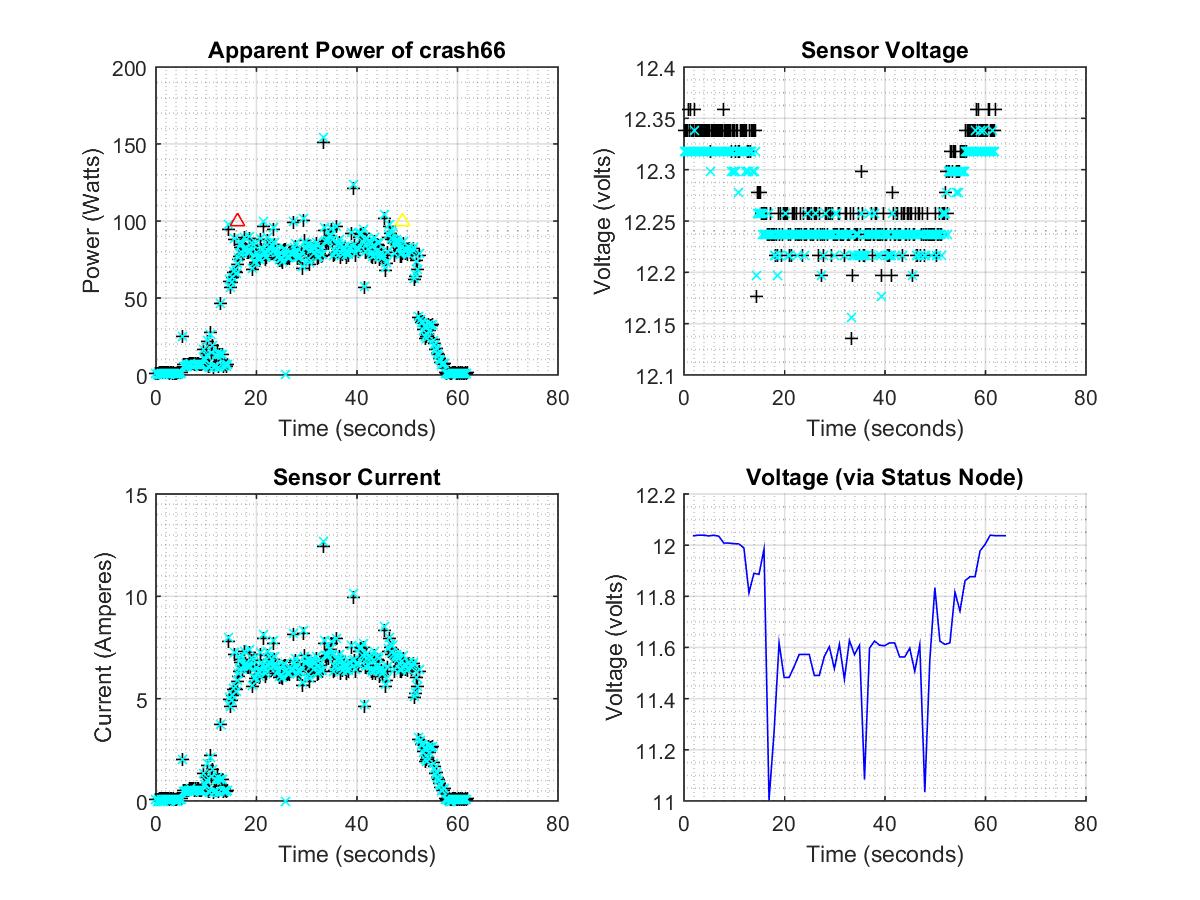 Apparent Power of crash66
200
150
100
50
0
Power (Watts)
0 20 40 60 80
Time (seconds)
Sensor Voltage
12.4
12.35
12.3
12.25
12.2
12.15
12.1
Voltage (volts)
0 20 40 60 80
Time (seconds)
Sensor Current
15
10
5
0
Current (Amperes)
0 20 40 60 80
Time (seconds)
Voltage (via Status Node)
12.2
12
11.8
11.6
11.4
11.2
11
Voltage (volts)
0 20 40 60 80
Time (seconds)